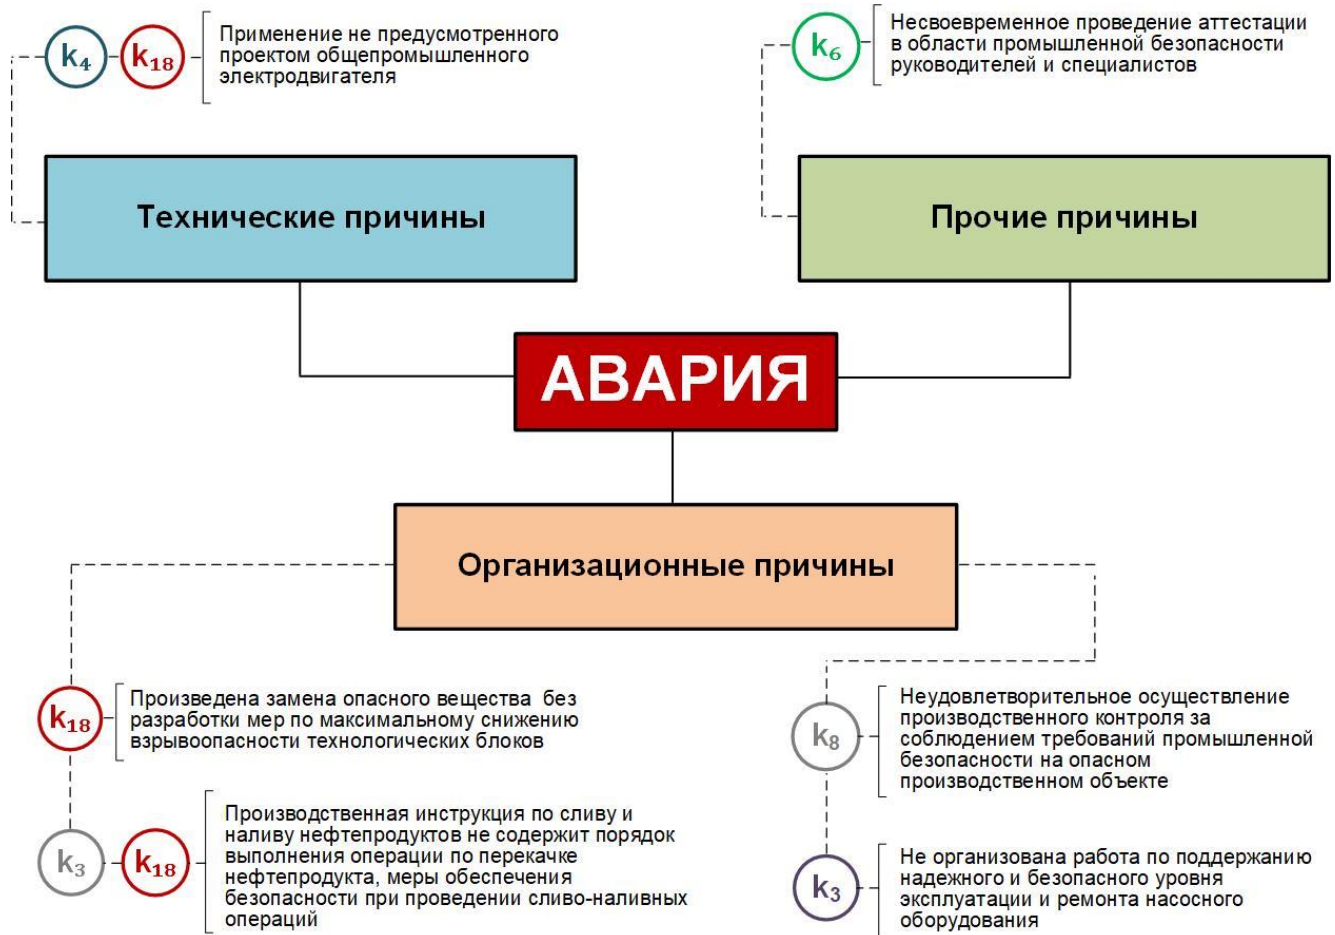 k4 k18
Применение не предусмотренного
проектом общепромышленного
электродвигателя
k6
Несвоевременное проведение аттестации
в области промышленной безопасности
руководителей и специалистов
Технические причины
Прочие причины
АВАРИЯ
Организационные причины
k18
Произведена замена опасного вещества без
разработки мер по максимальному снижению
взрывоопасности технологических блоков
k3 k18
Производственная инструкция по сливу и
наливу нефтепродуктов не содержит порядок
выполнения операции по перекачке
нефтепродукта, меры обеспечения
безопасности при проведении сливо-наливных
операций
k8
Неудовлетворительное осуществление
производственного контроля за
соблюдением требований промышленной
безопасности на опасном
производственном объекте
k3
Не организована работа по поддержанию
надежного и безопасного уровня
эксплуатации и ремонта насосного
оборудования